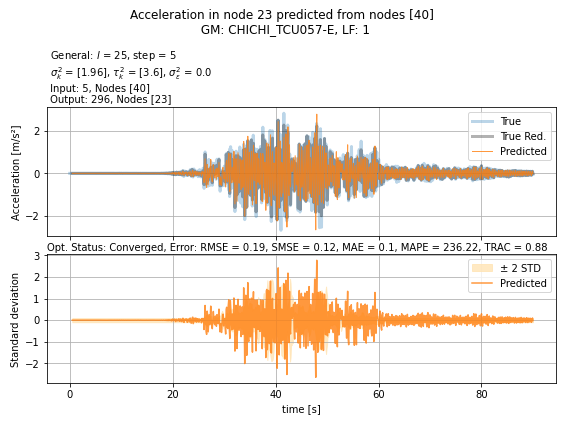 Acceleration in node 23 predicted from nodes [40]
GM: CHICHI_TCU057-E, LF: 1
General: l = 25, step = 5
σ²ₖ = [1.96], τ²ₖ = [3.6], σ²ε = 0.0
Input: 5, Nodes [40]
Output: 296, Nodes [23]
Acceleration [m/s²]
2
0
−2
True
True Red.
Predicted
Opt. Status: Converged, Error: RMSE = 0.19, SMSE = 0.12, MAE = 0.1, MAPE = 236.22, TRAC = 0.88
Standard deviation
3
2
1
0
−1
−2
± 2 STD
Predicted
0 20 40 60 80
time [s]